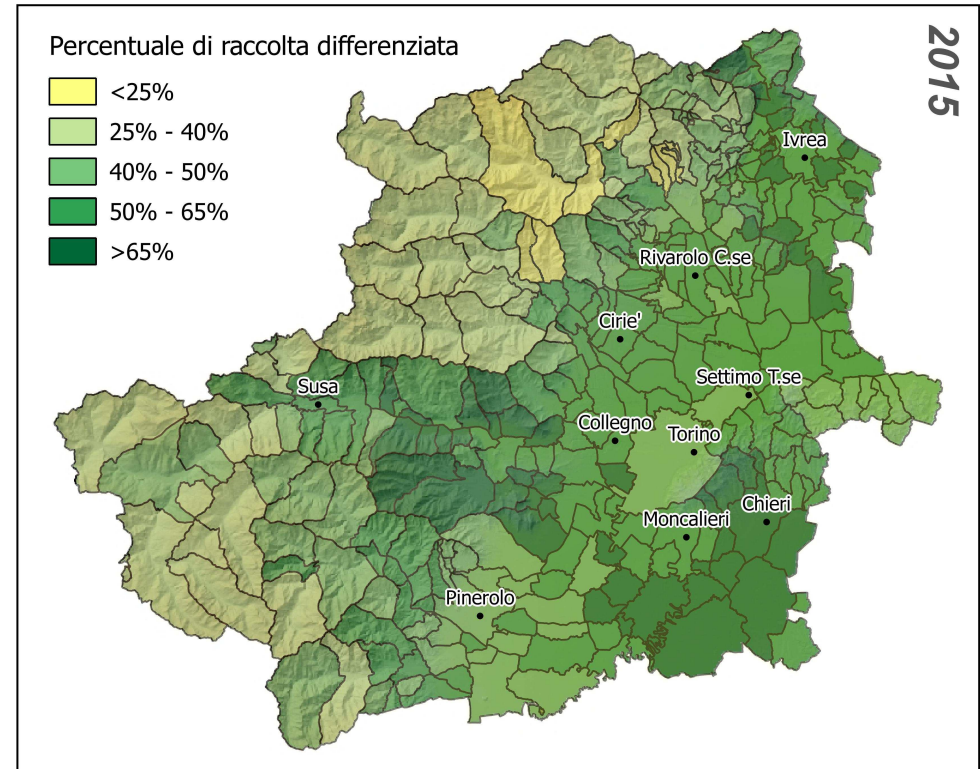 Percentuale di raccolta differenziata
<25%
25% - 40%
40% - 50%
50% - 65%
>65%
2015
Ivrea
Rivarolo C.se
Cirie'
Settimo T.se
Susa
Collegno
Torino
Chieri
Moncalieri
Pinerolo